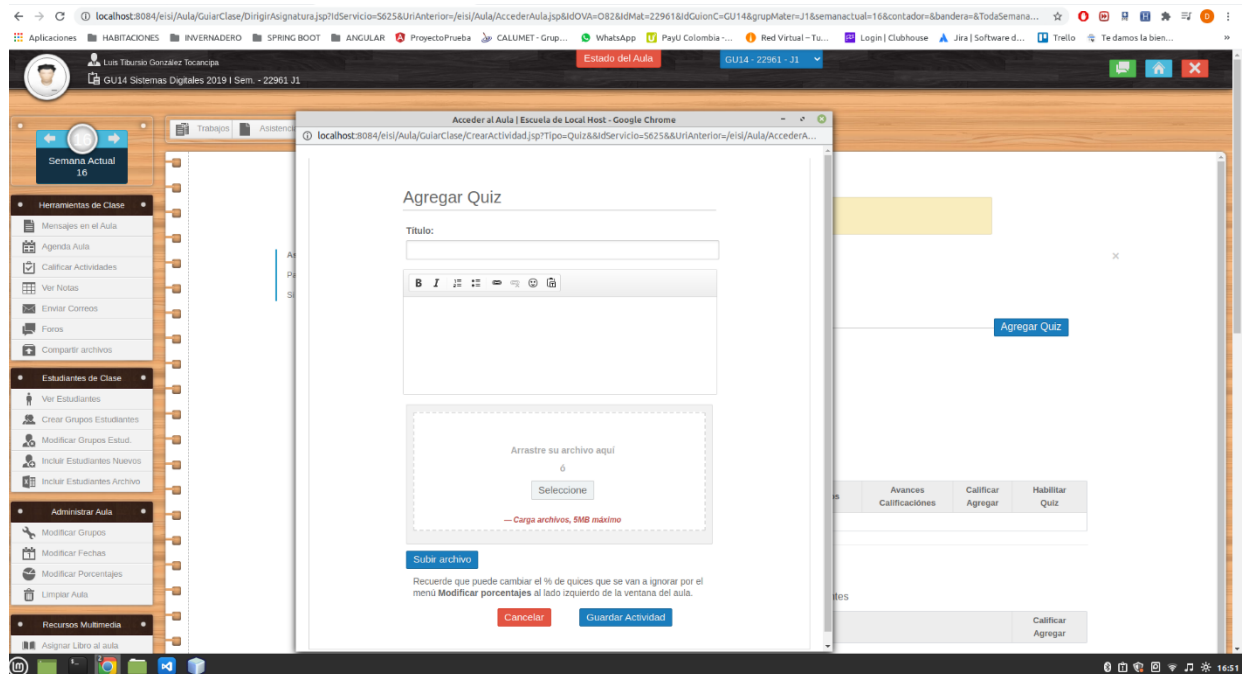 localhost:8084/eisi/Aula/GuiarClase/DirigirAsignatura.jsp?IdServicio=S625&UriAnterior=/eisi/Aula/AccederAula.jsp&IdOVA=O82&IdMat=22961&IdGuionC=GU14&grupMater=J1&semanactual=16&contador=&bandera=&TodaSemana...
Aplicaciones HABITACIONES INVERNADERO SPRING BOOT ANGULAR ProyectoPrueba CALUMET - Grup... WhatsApp PayU Colombia -... Red Virtual – Tu... Login | Clubhouse Jira | Software d... Trello Te damos la bien... »
Luis Tibursio González Tocancipa
Estado del Aula
GU14 - 22961 - J1
GU14 Sistemas Digitales 2019 I Sem. - 22961 J1
16
Semana Actual
16
Trabajos
Herramientas de Clase
Mensajes en el Aula
Agenda Aula
Calificar Actividades
Ver Notas
Enviar Correos
Foros
Compartir archivos
Estudiantes de Clase
Ver Estudiantes
Crear Grupos Estudiantes
Modificar Grupos Estud.
Incluir Estudiantes Nuevos
Incluir Estudiantes Archivo
Administrar Aula
Modificar Grupos
Modificar Fechas
Modificar Porcentajes
Limpiar Aula
Recursos Multimedia
Asignar Libro al aula
Acceder al Aula | Escuela de Local Host - Google Chrome
localhost:8084/eisi/Aula/GuiarClase/CrearActividad.jsp?Tipo=Quiz&&IdServicio=S625&&UriAnterior=/eisi/Aula/AccederA...
Agregar Quiz
Título:
B I
Arrastre su archivo aquí
ó
Seleccione
— Carga archivos, 5MB máximo
Subir archivo
Recuerde que puede cambiar el % de quices que se van a ignorar por el
menú Modificar porcentajes al lado izquierdo de la ventana del aula.
Cancelar
Guardar Actividad
Agregar Quiz
Avances
Calificaciónes
Calificar
Agregar
Habilitar
Quiz
Calificar
Agregar
16:51